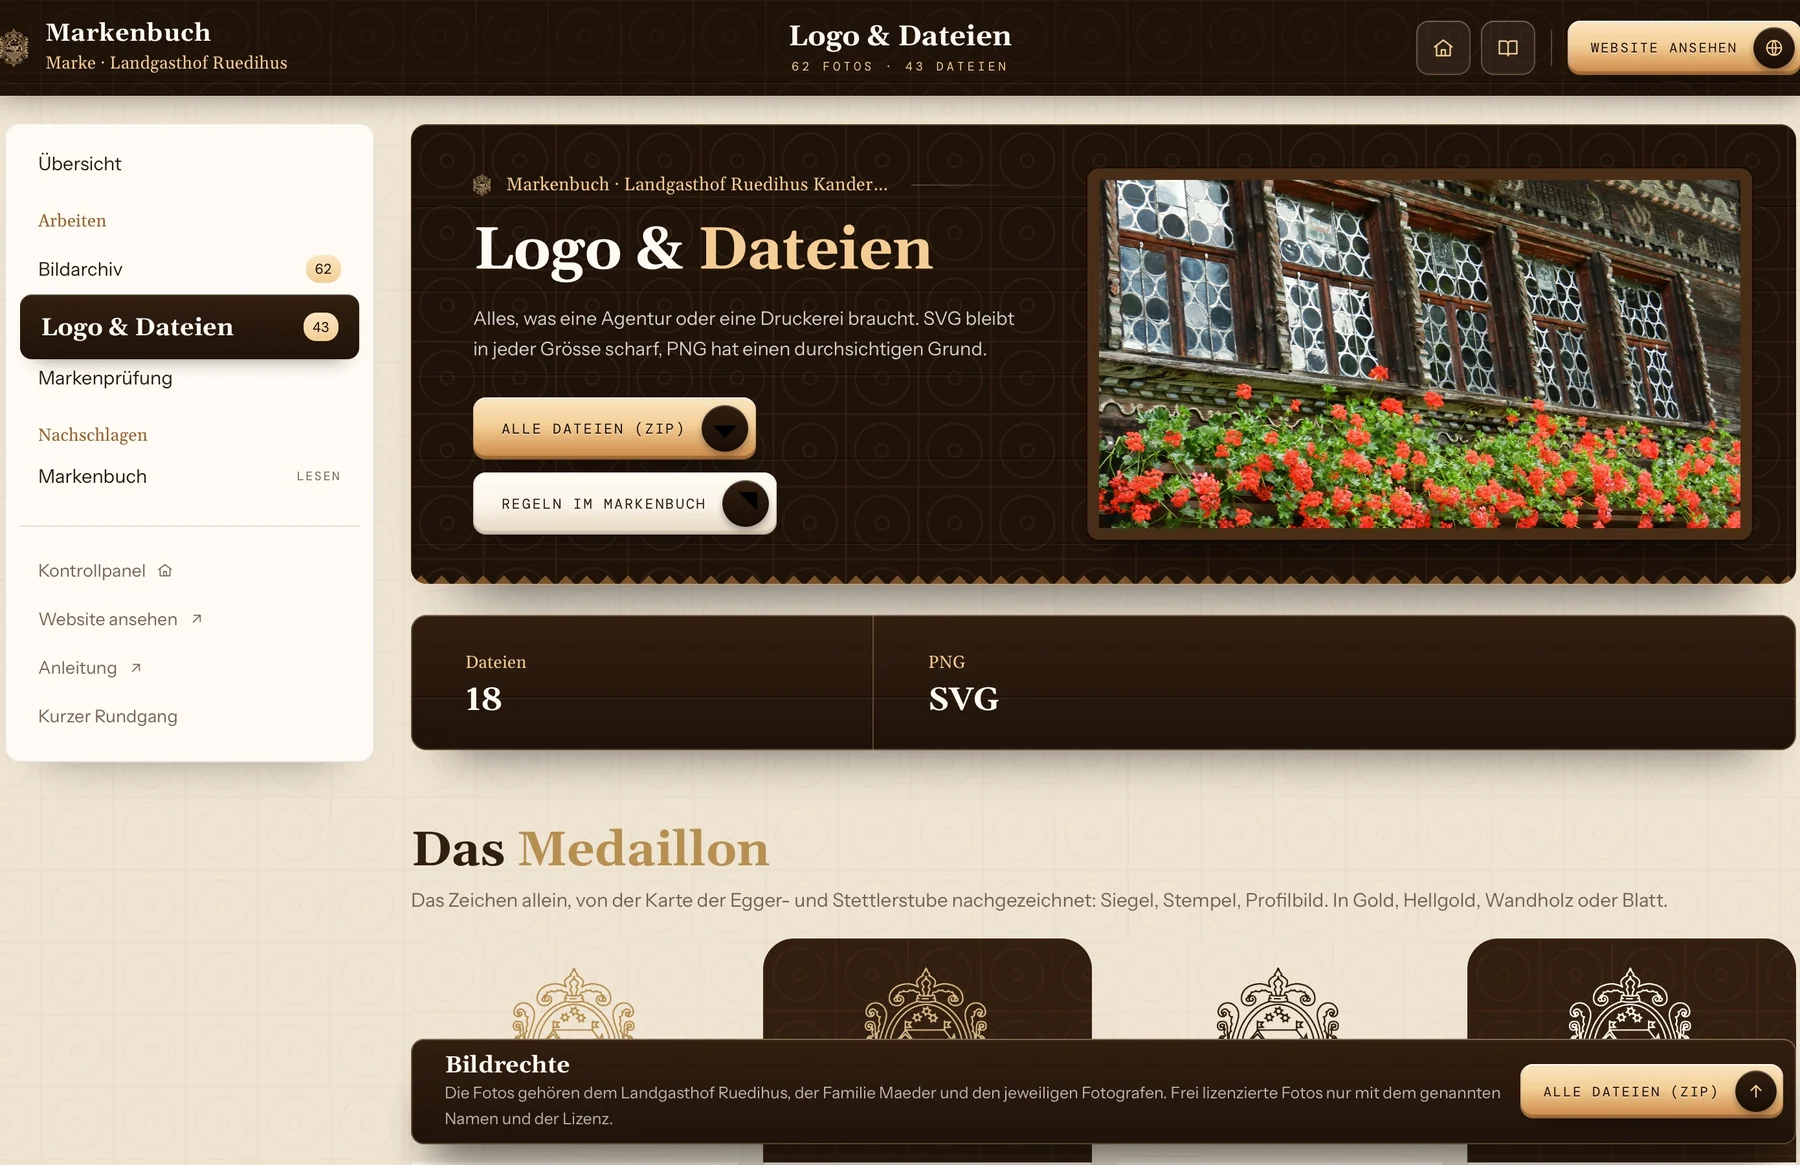 Markenbuch
Marke · Landgasthof Ruedihus
Logo & Dateien
62 FOTOS · 43 DATEIEN
WEBSITE ANSEHEN
Übersicht
Arbeiten
Bildarchiv 62
Logo & Dateien 43
Markenprüfung
Nachschlagen
Markenbuch LESEN
Kontrollpanel
Website ansehen
Anleitung
Kurzer Rundgang
Markenbuch · Landgasthof Ruedihus Kander...
Logo & Dateien
Alles, was eine Agentur oder eine Druckerei braucht. SVG bleibt
in jeder Grösse scharf, PNG hat einen durchsichtigen Grund.
ALLE DATEIEN (ZIP)
REGELN IM MARKENBUCH
Dateien
18
PNG
SVG
Das Medaillon
Das Zeichen allein, von der Karte der Egger- und Stettlerstube nachgezeichnet: Siegel, Stempel, Profilbild. In Gold, Hellgold, Wandholz oder Blatt.
Bildrechte
Die Fotos gehören dem Landgasthof Ruedihus, der Familie Maeder und den jeweiligen Fotografen. Frei lizenzierte Fotos nur mit dem genannten
Namen und der Lizenz.
ALLE DATEIEN (ZIP)